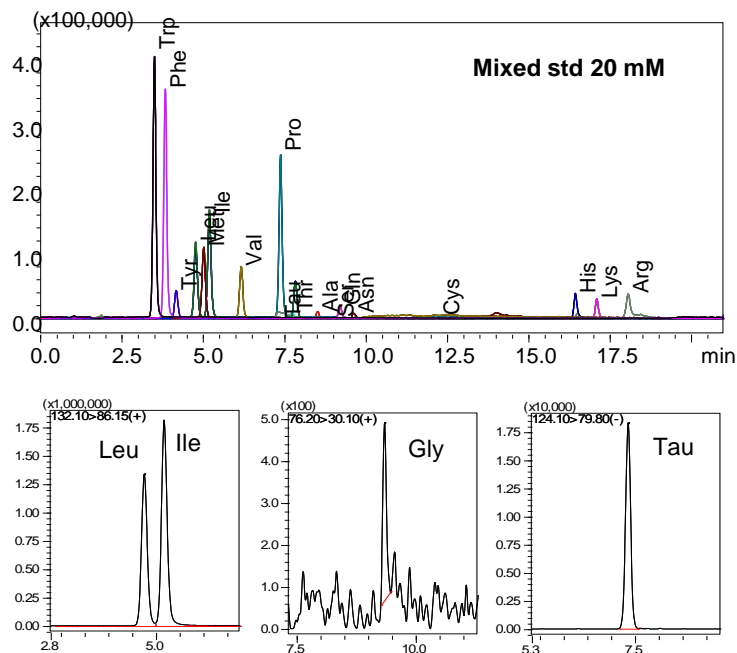 (x100,000)
Trp
Phe
Tyr
Leu
Met
Ile
Val
Pro
Tau
Thr
Ala
Ser
Gln
Asn
Cys
His
Lys
Arg
Mixed std 20 mM
4.0
3.0
2.0
1.0
0.0
0.0 2.5 5.0 7.5 10.0 12.5 15.0 17.5 min
(x1,000,000)
132.10>86.15(+)
Leu Ile
1.75
1.50
1.25
1.00
0.75
0.50
0.25
0.00
2.8 5.0
(x100)
76.20>30.10(+)
Gly
5.0
4.0
3.0
2.0
1.0
0.0
7.5 10.0
(x10,000)
124.10>79.80(-)
Tau
1.75
1.50
1.25
1.00
0.75
0.50
0.25
0.00
5.3 7.5